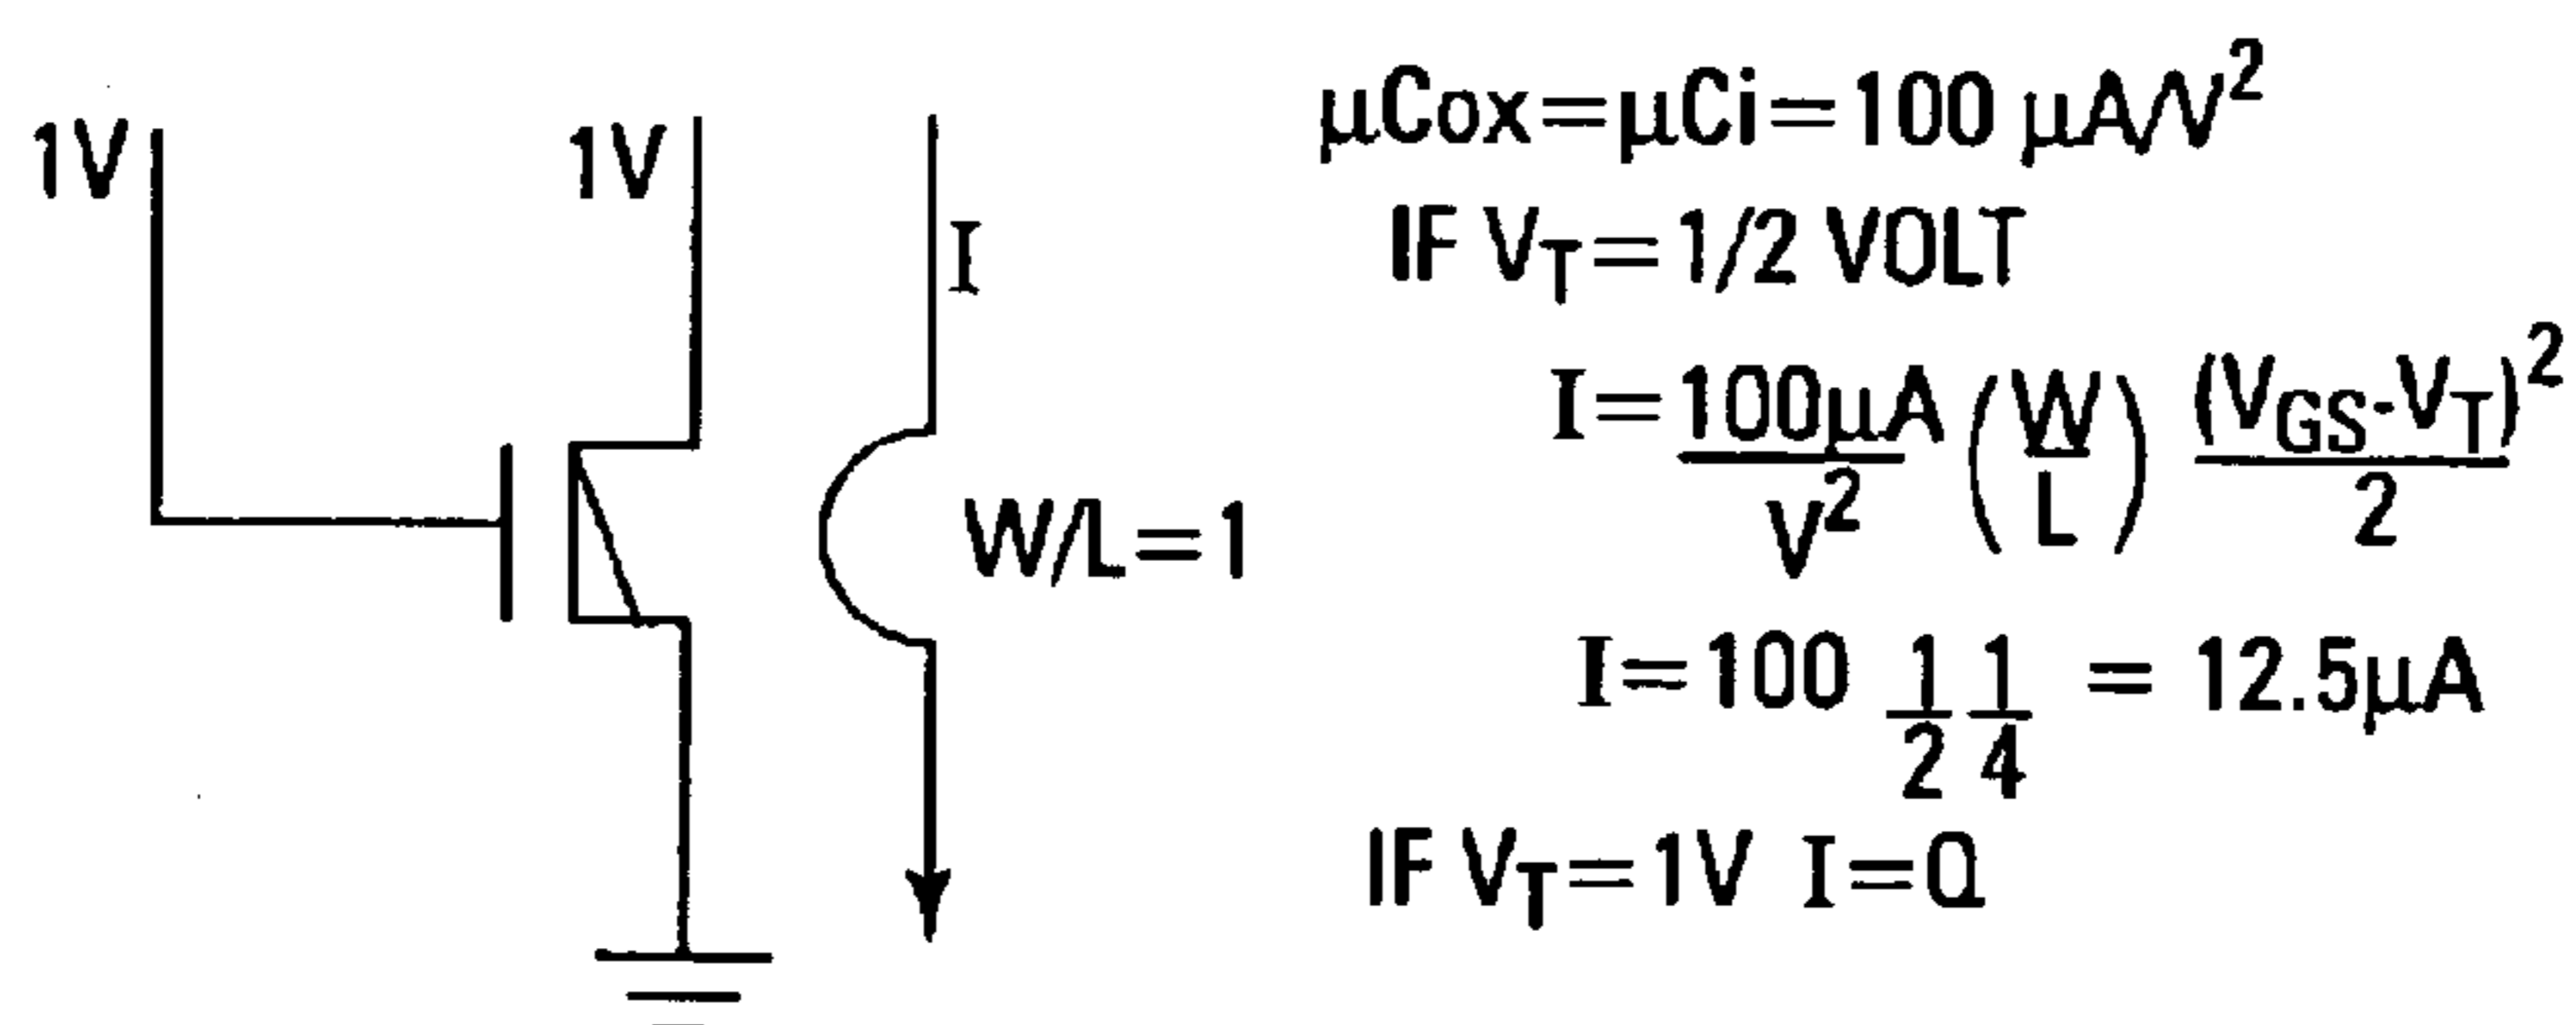 1V
1V
I
W/L=1
µCox=µCi=100 µA/V²
IF V_T=1/2 VOLT
I=100µA/V² (W/L) (V_GS-V_T)²/2
I=100 1/2 1/4 = 12.5µA
IF V_T=1V I=Q